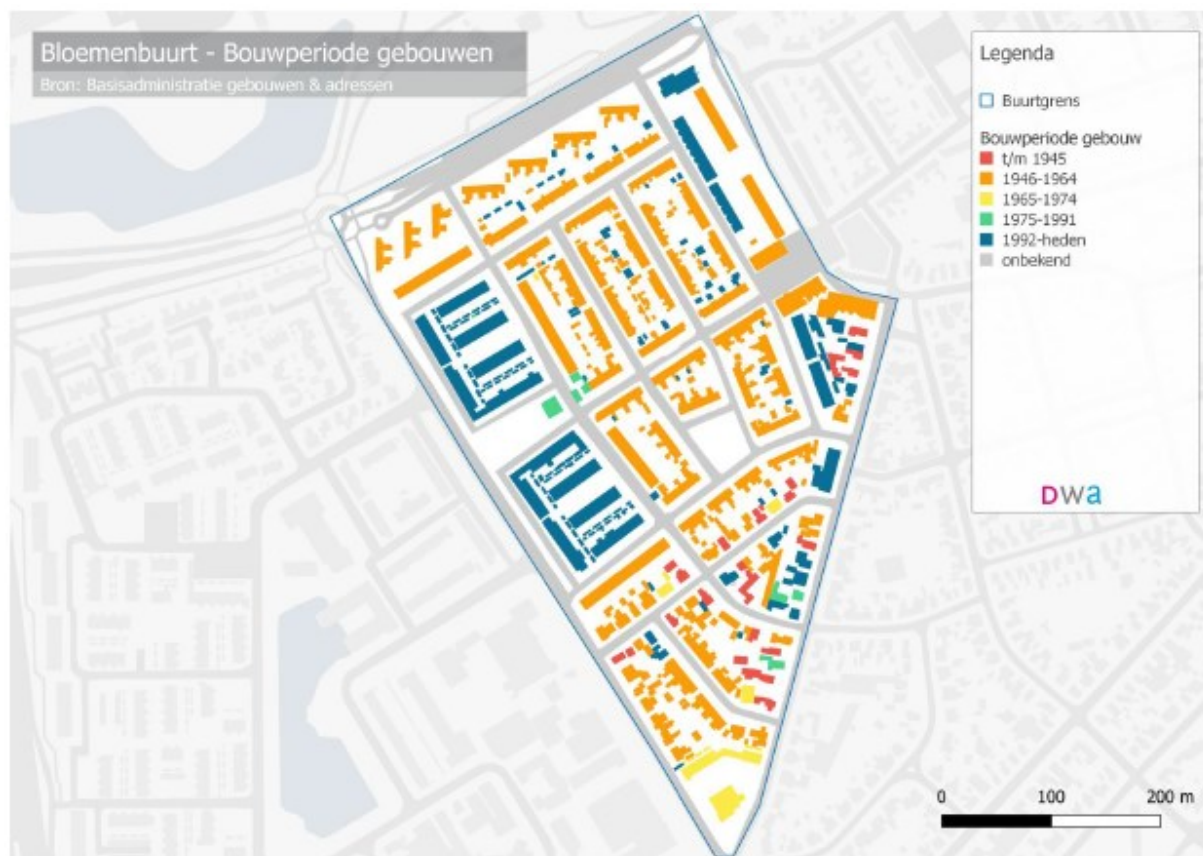 Bloemenbuurt - Bouwperiode gebouwen
Bron: Basisadministratie gebouwen & adressen
Legenda
Buurtgrens
Bouwperiode gebouw
t/m 1945
1946-1964
1965-1974
1975-1991
1992-heden
onbekend
DWA
0 100 200 m